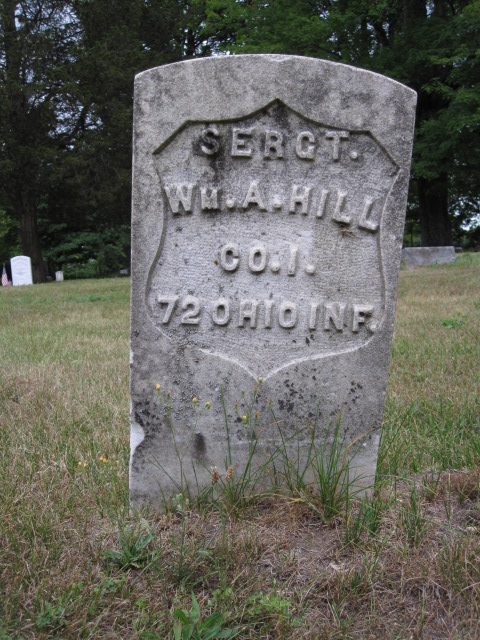 SERGT.
WM. A. HILL
CO. I.
72 OHIO INF.